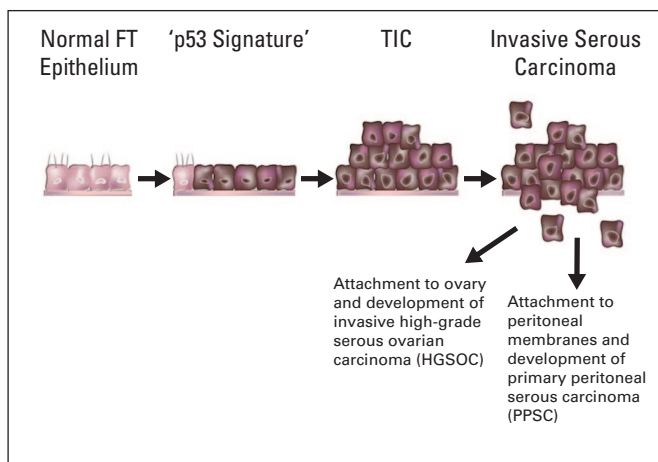 Normal FT
Epithelium
'p53 Signature'
TIC
Invasive Serous
Carcinoma
Attachment to ovary
and development of
invasive high-grade
serous ovarian
carcinoma (HGSOC)
Attachment to
peritoneal
membranes and
development of
primary peritoneal
serous carcinoma
(PPSC)